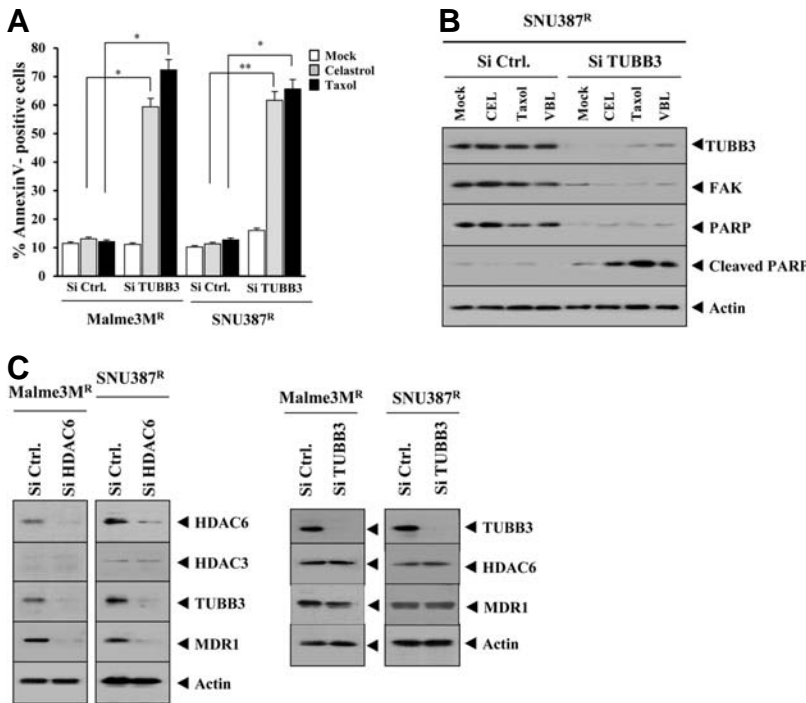 A
% AnnexinV- positive cells
90
80
70
60
50
40
30
20
10
0
*
*
**
*
Mock
Celastrol
Taxol
Si Ctrl.
Si TUBB3
Si Ctrl.
Si TUBB3
Malme3Mᴿ
SNU387ᴿ
B
SNU387ᴿ
Si Ctrl.
Si TUBB3
Mock
CEL
Taxol
VBL
Mock
CEL
Taxol
VBL
TUBB3
FAK
PARP
Cleaved PARP
Actin
C
Malme3Mᴿ
SNU387ᴿ
Si Ctrl.
Si HDAC6
Si Ctrl.
Si HDAC6
HDAC6
HDAC3
TUBB3
MDR1
Actin
Malme3Mᴿ
SNU387ᴿ
Si Ctrl.
Si TUBB3
Si Ctrl.
Si TUBB3
TUBB3
HDAC6
MDR1
Actin